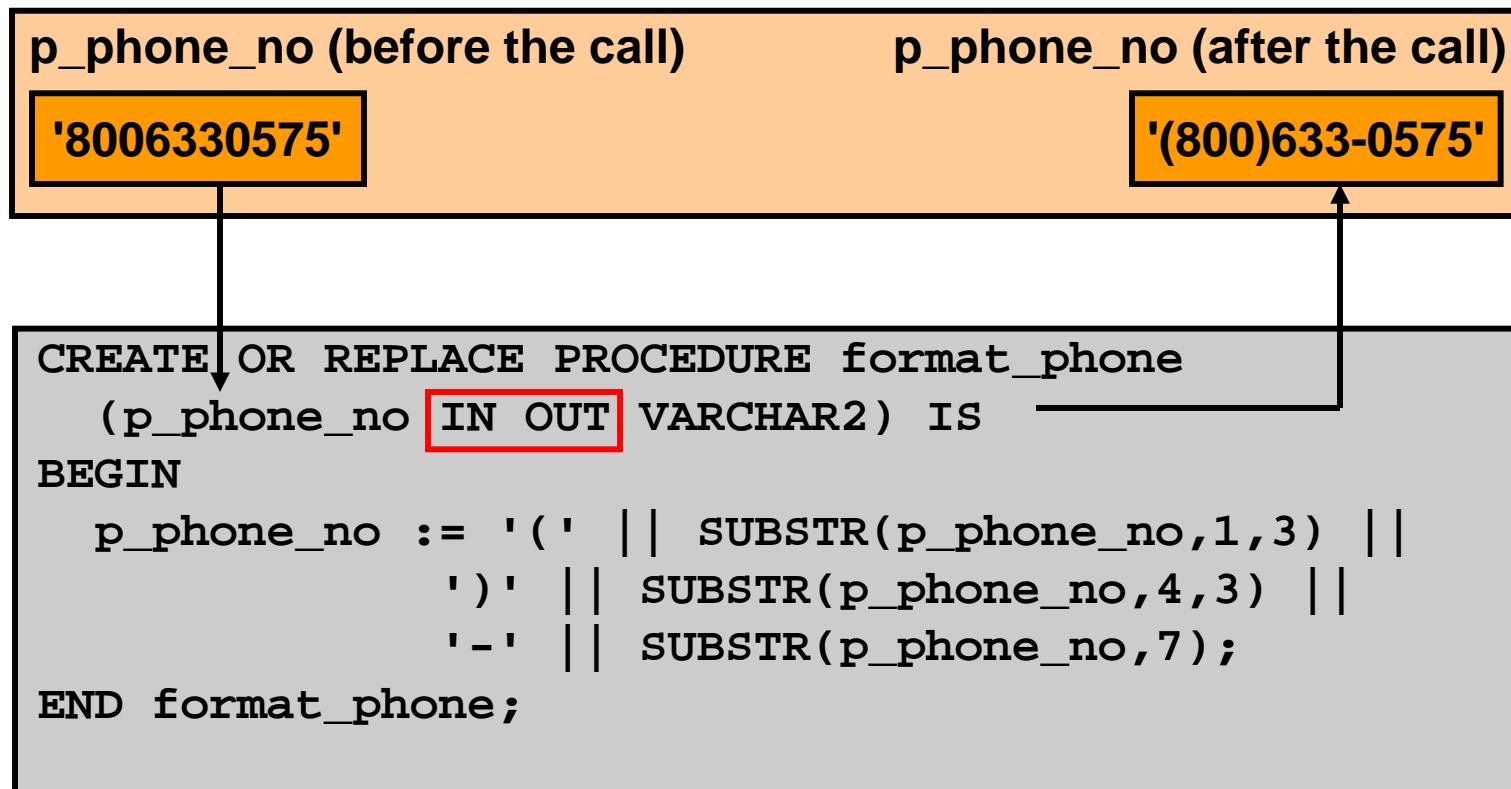 p_phone_no (before the call)
p_phone_no (after the call)
'8006330575'
'(800)633-0575'
CREATE OR REPLACE PROCEDURE format_phone
(p_phone_no IN OUT VARCHAR2) IS
BEGIN
p_phone_no := '(' || SUBSTR(p_phone_no,1,3) ||
')' || SUBSTR(p_phone_no,4,3) ||
'-' || SUBSTR(p_phone_no,7);
END format_phone;